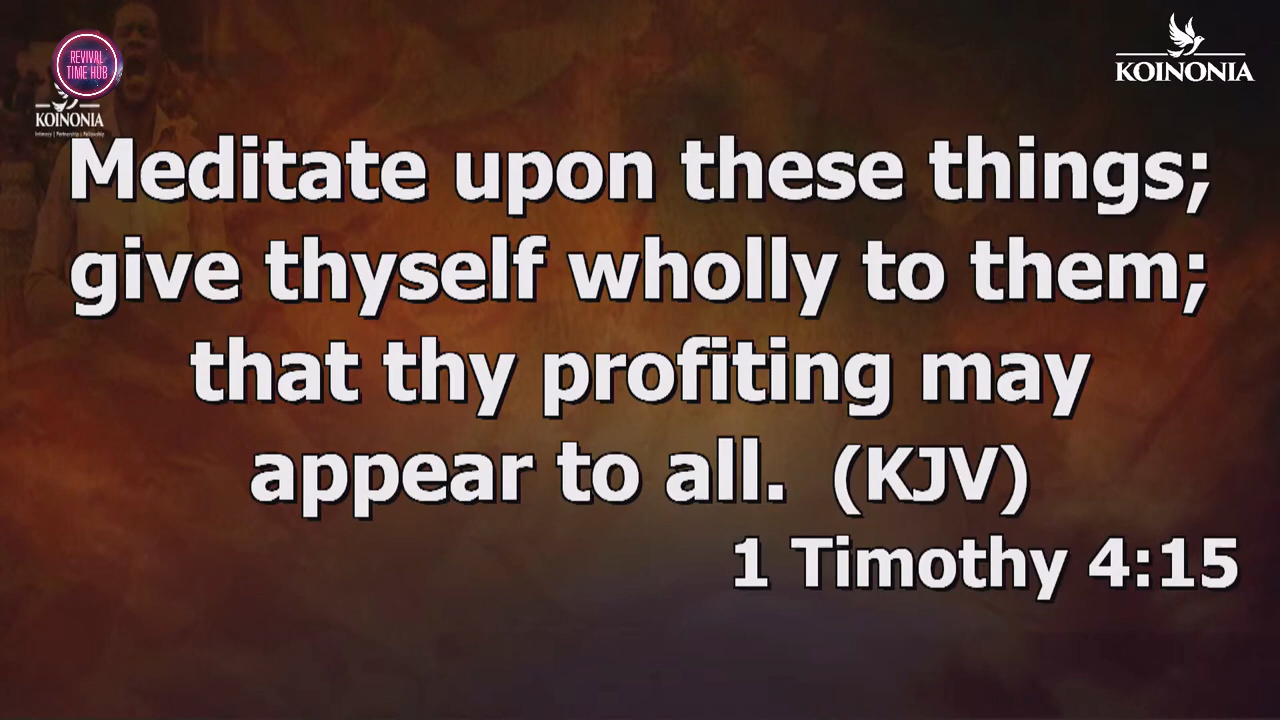 REVIVAL
TIME HUB
KOINONIA
Intimacy | Partnership | Fellowship
KOINONIA
Meditate upon these things;
give thyself wholly to them;
that thy profiting may
appear to all. (KJV)
1 Timothy 4:15